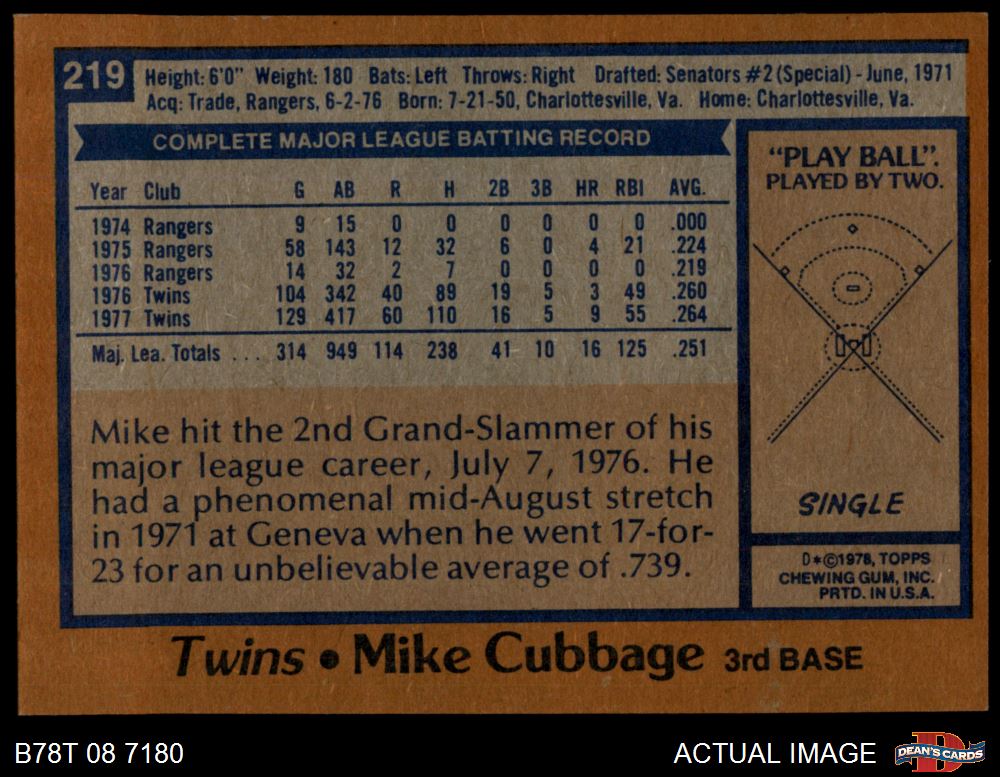 219
Height: 6'0" Weight: 180 Bats: Left Throws: Right Drafted: Senators #2 (Special) - June, 1971
Acq: Trade, Rangers, 6-2-76 Born: 7-21-50, Charlottesville, Va. Home: Charlottesville, Va.
COMPLETE MAJOR LEAGUE BATTING RECORD
Year Club G AB R H 2B 3B HR RBI AVG.
1974 Rangers 9 15 0 0 0 0 0 0 .000
1975 Rangers 58 143 12 32 6 0 4 21 .224
1976 Rangers 14 32 2 7 0 0 0 0 .219
1976 Twins 104 342 40 89 19 5 3 49 .260
1977 Twins 129 417 60 110 16 5 9 55 .264
Maj. Lea. Totals . . . 314 949 114 238 41 10 16 125 .251
Mike hit the 2nd Grand-Slammer of his
major league career, July 7, 1976. He
had a phenomenal mid-August stretch
in 1971 at Geneva when he went 17-for-
23 for an unbelievable average of .739.
"PLAY BALL".
PLAYED BY TWO.
SINGLE
D*©1978, TOPPS
CHEWING GUM, INC.
PRTD. IN U.S.A.
Twins • Mike Cubbage 3rd BASE
B78T 08 7180
ACTUAL IMAGE
DEAN'S CARDS